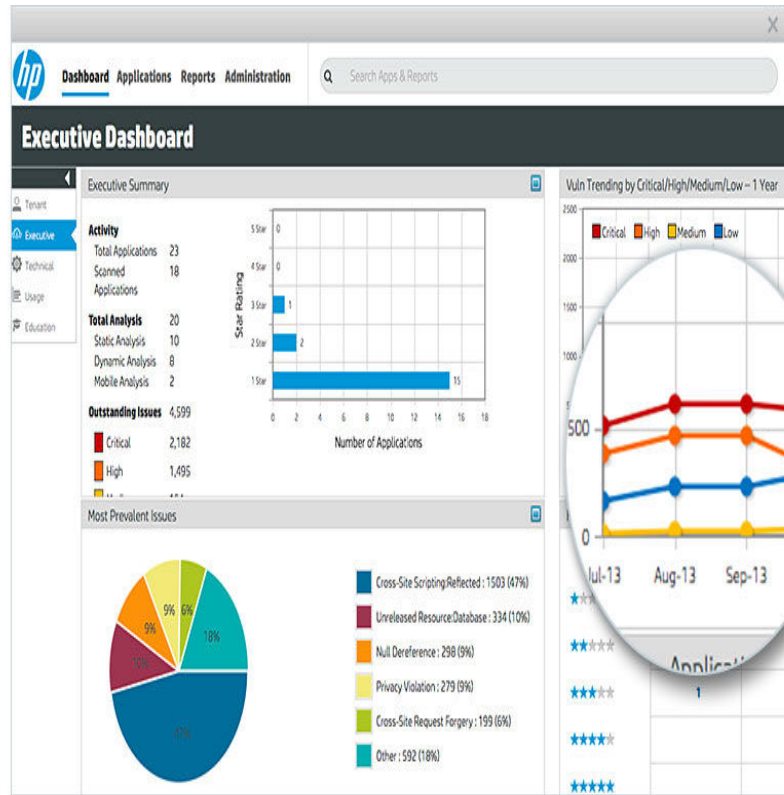 X
hp
Dashboard Applications Reports Administration
Search Apps & Reports
Executive Dashboard
Tenant
Executive
Technical
Usage
Education
Executive Summary
Activity
Total Applications 23
Scanned Applications 18
Total Analysis 20
Static Analysis 10
Dynamic Analysis 8
Mobile Analysis 2
Outstanding Issues 4,599
Critical 2,182
High 1,495
Star Rating
5 Star 0
4 Star 0
3 Star 1
2 Star 2
1 Star 15
0 2 4 6 8 10 12 14 16 18
Number of Applications
Vuln Trending by Critical/High/Medium/Low – 1 Year
2500
Critical High Medium Low
2000
1500
1000
500
0
Jul-13 Aug-13 Sep-13
Most Prevalent Issues
9%
6%
9%
18%
10%
47%
Cross-Site Scripting:Reflected : 1503 (47%)
Unreleased Resource:Database : 334 (10%)
Null Dereference : 298 (9%)
Privacy Violation : 279 (9%)
Cross-Site Request Forgery : 199 (6%)
Other : 592 (18%)
1